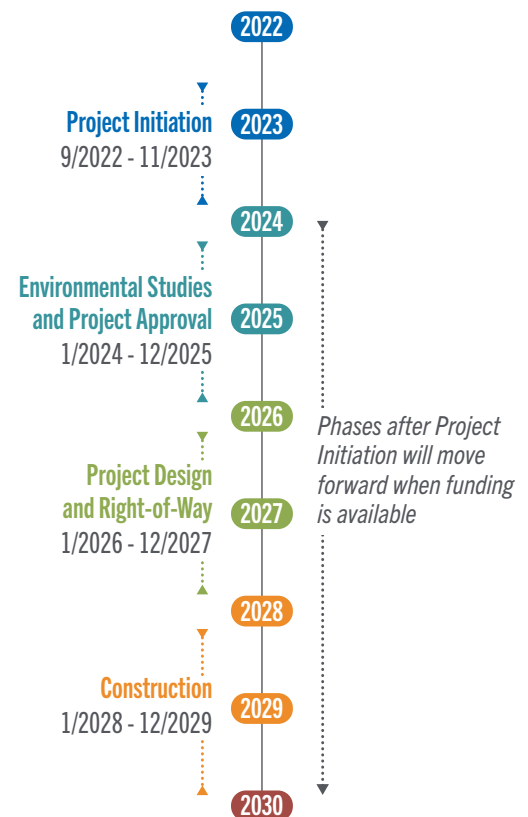 2022
Project Initiation
9/2022 - 11/2023
2023
2024
Environmental Studies
and Project Approval
1/2024 - 12/2025
2025
2026
Phases after Project
Initiation will move
forward when funding
is available
Project Design
and Right-of-Way
1/2026 - 12/2027
2027
2028
Construction
1/2028 - 12/2029
2029
2030